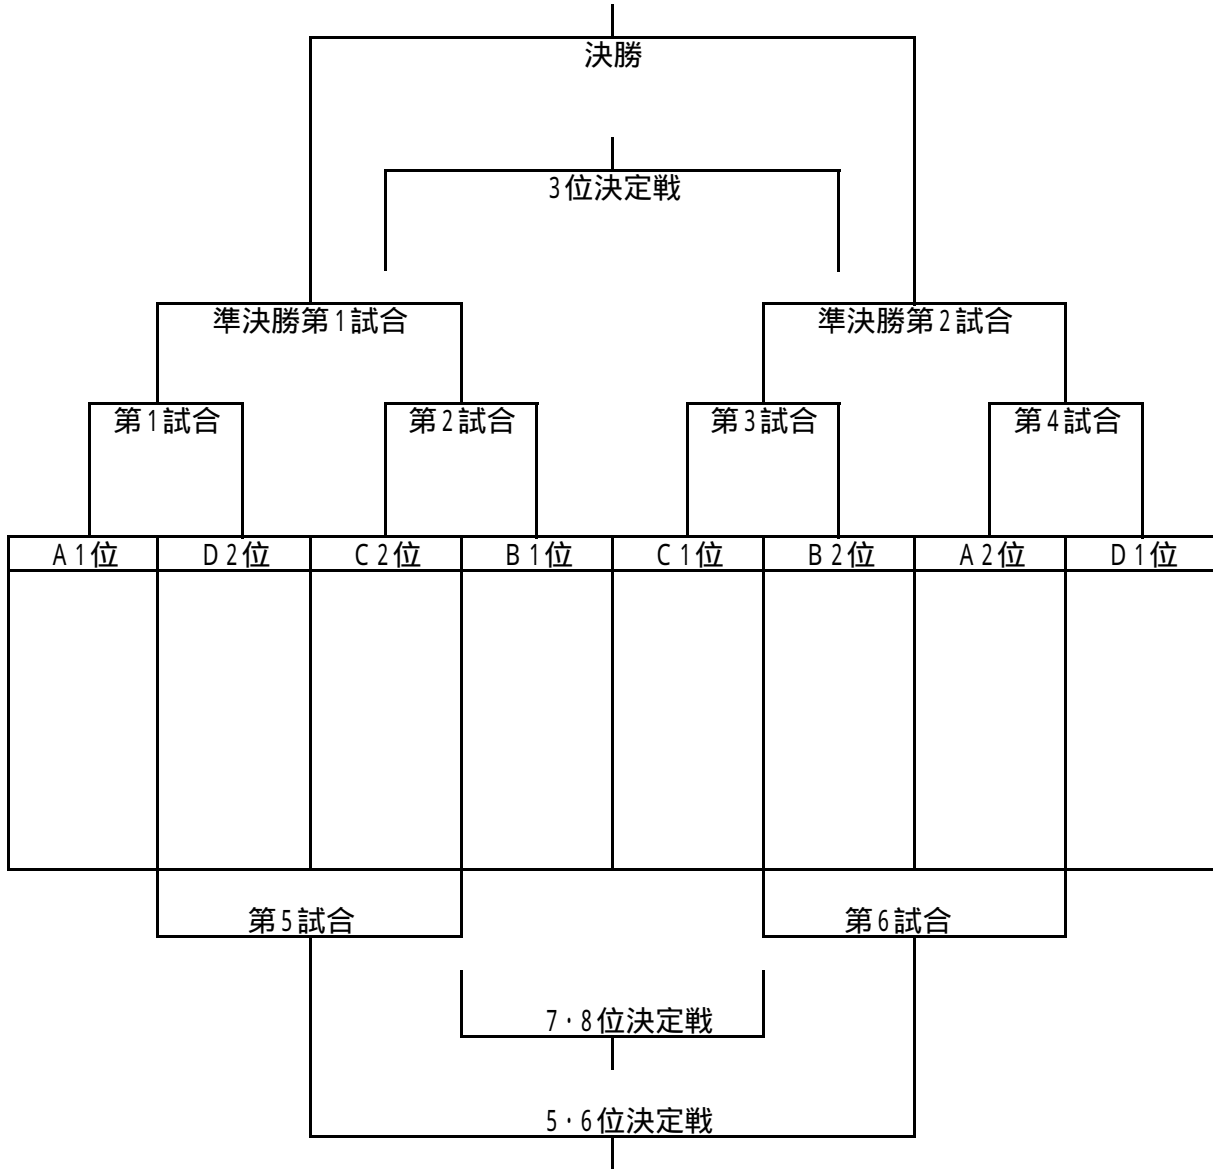 決勝
3位決定戦
準決勝第1試合
準決勝第2試合
第1試合
第2試合
第3試合
第4試合
A1位
D2位
C2位
B1位
C1位
B2位
A2位
D1位
第5試合
第6試合
7・8位決定戦
5・6位決定戦